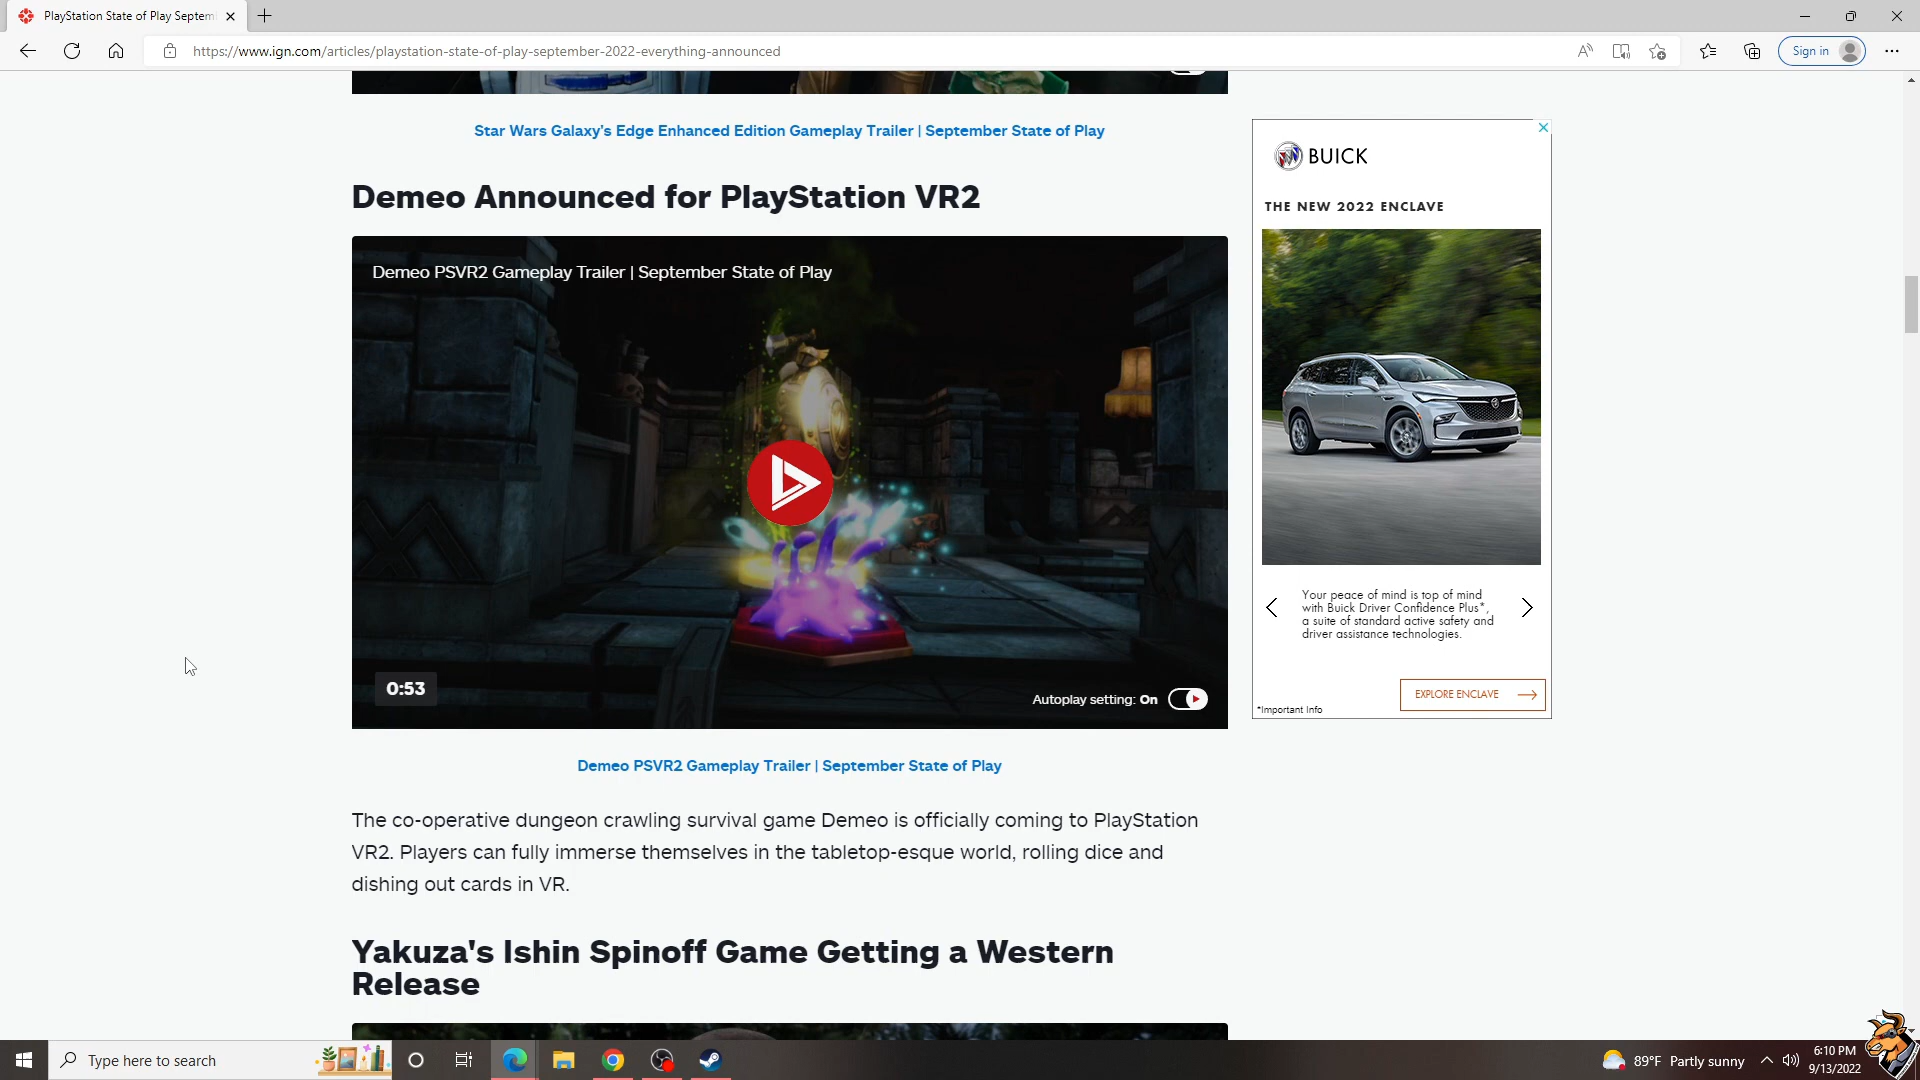 PlayStation State of Play Septem
https://www.ign.com/articles/playstation-state-of-play-september-2022-everything-announced
Sign in
Star Wars Galaxy's Edge Enhanced Edition Gameplay Trailer | September State of Play
Demeo Announced for PlayStation VR2
Demeo PSVR2 Gameplay Trailer | September State of Play
0:53
Autoplay setting: On
Demeo PSVR2 Gameplay Trailer | September State of Play
The co-operative dungeon crawling survival game Demeo is officially coming to PlayStation
VR2. Players can fully immerse themselves in the tabletop-esque world, rolling dice and
dishing out cards in VR.
Yakuza's Ishin Spinoff Game Getting a Western
Release
BUICK
THE NEW 2022 ENCLAVE
Your peace of mind is top of mind
with Buick Driver Confidence Plus*,
a suite of standard active safety and
driver assistance technologies.
EXPLORE ENCLAVE
*Important Info
Type here to search
89°F Partly sunny
6:10 PM
9/13/2022